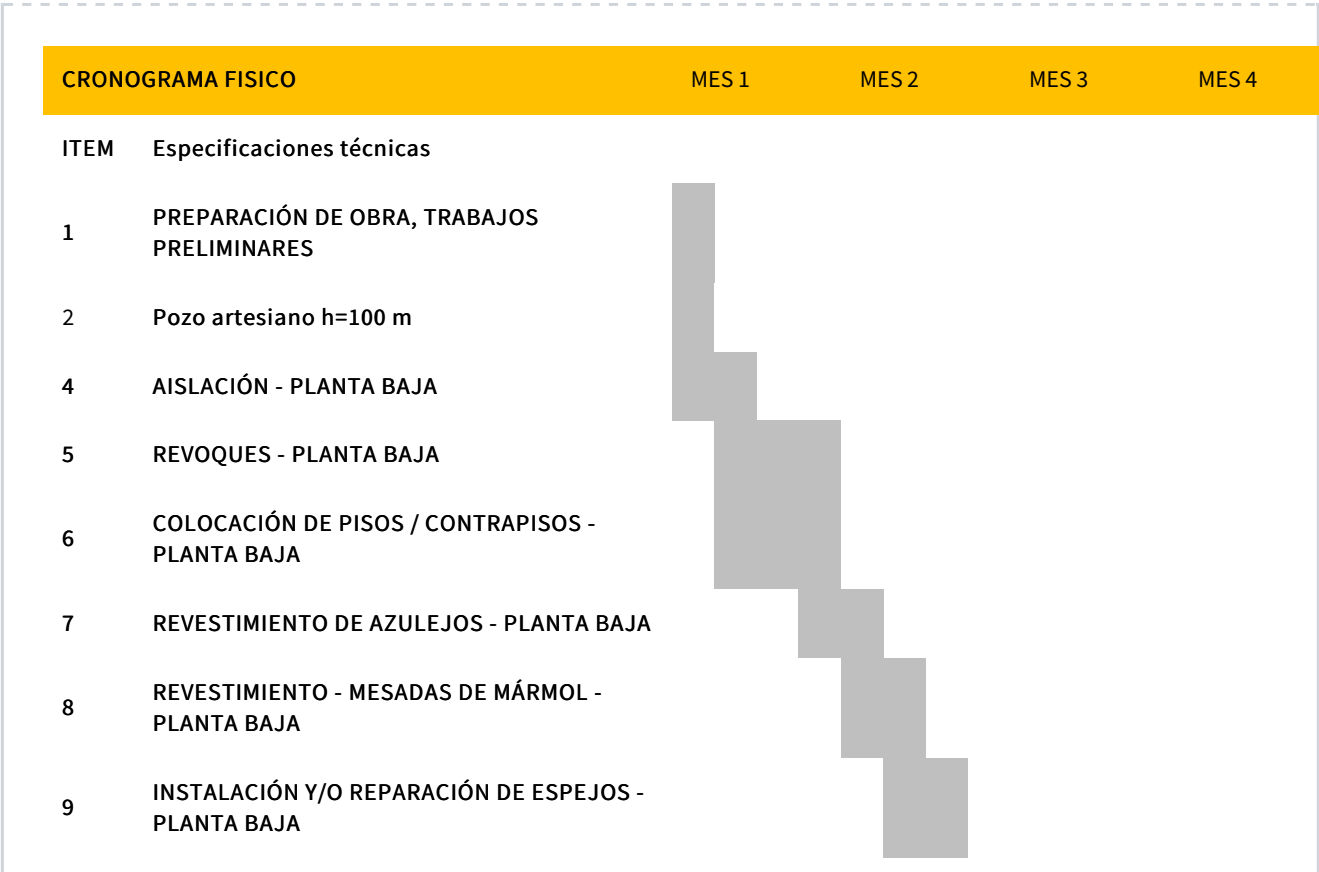 CRONOGRAMA FISICO MES 1 MES 2 MES 3 MES 4
ITEM Especificaciones técnicas
1 PREPARACIÓN DE OBRA, TRABAJOS
PRELIMINARES
2 Pozo artesiano h=100 m
4 AISLACIÓN - PLANTA BAJA
5 REVOQUES - PLANTA BAJA
6 COLOCACIÓN DE PISOS / CONTRAPISOS -
PLANTA BAJA
7 REVESTIMIENTO DE AZULEJOS - PLANTA BAJA
8 REVESTIMIENTO - MESADAS DE MÁRMOL -
PLANTA BAJA
9 INSTALACIÓN Y/O REPARACIÓN DE ESPEJOS -
PLANTA BAJA